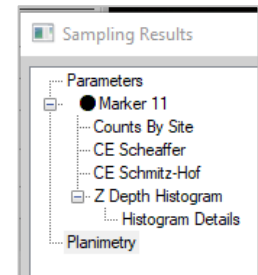 Sampling Results
Parameters
Marker 11
Counts By Site
CE Scheaffer
CE Schmitz-Hof
Z Depth Histogram
Histogram Details
Planimetry